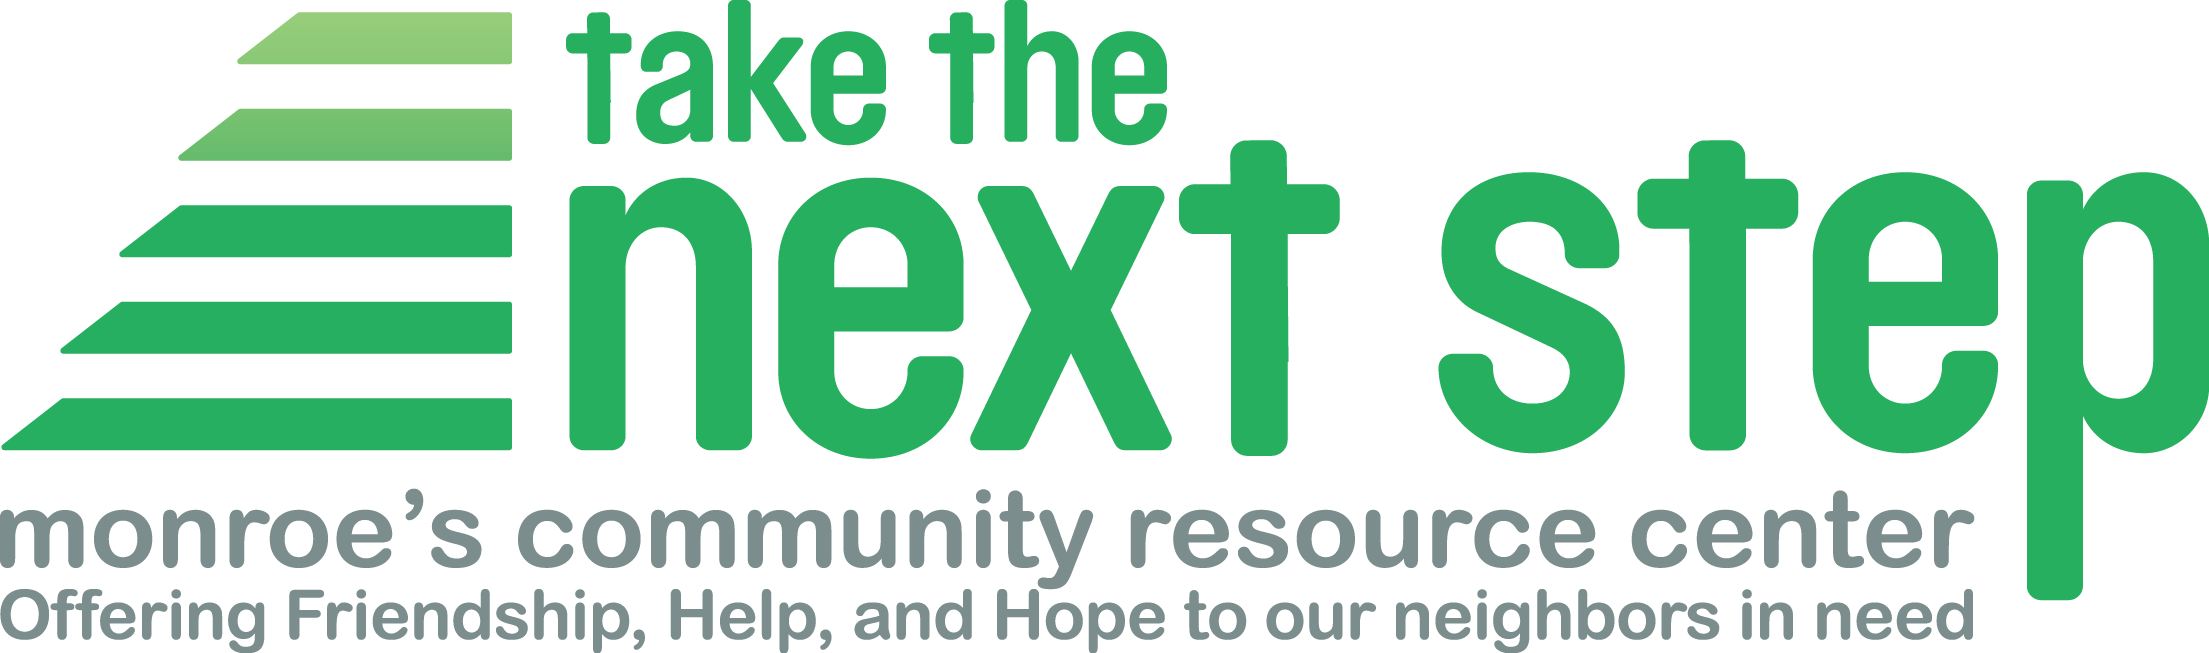 take the
next step
monroe’s community resource center
Offering Friendship, Help, and Hope to our neighbors in need